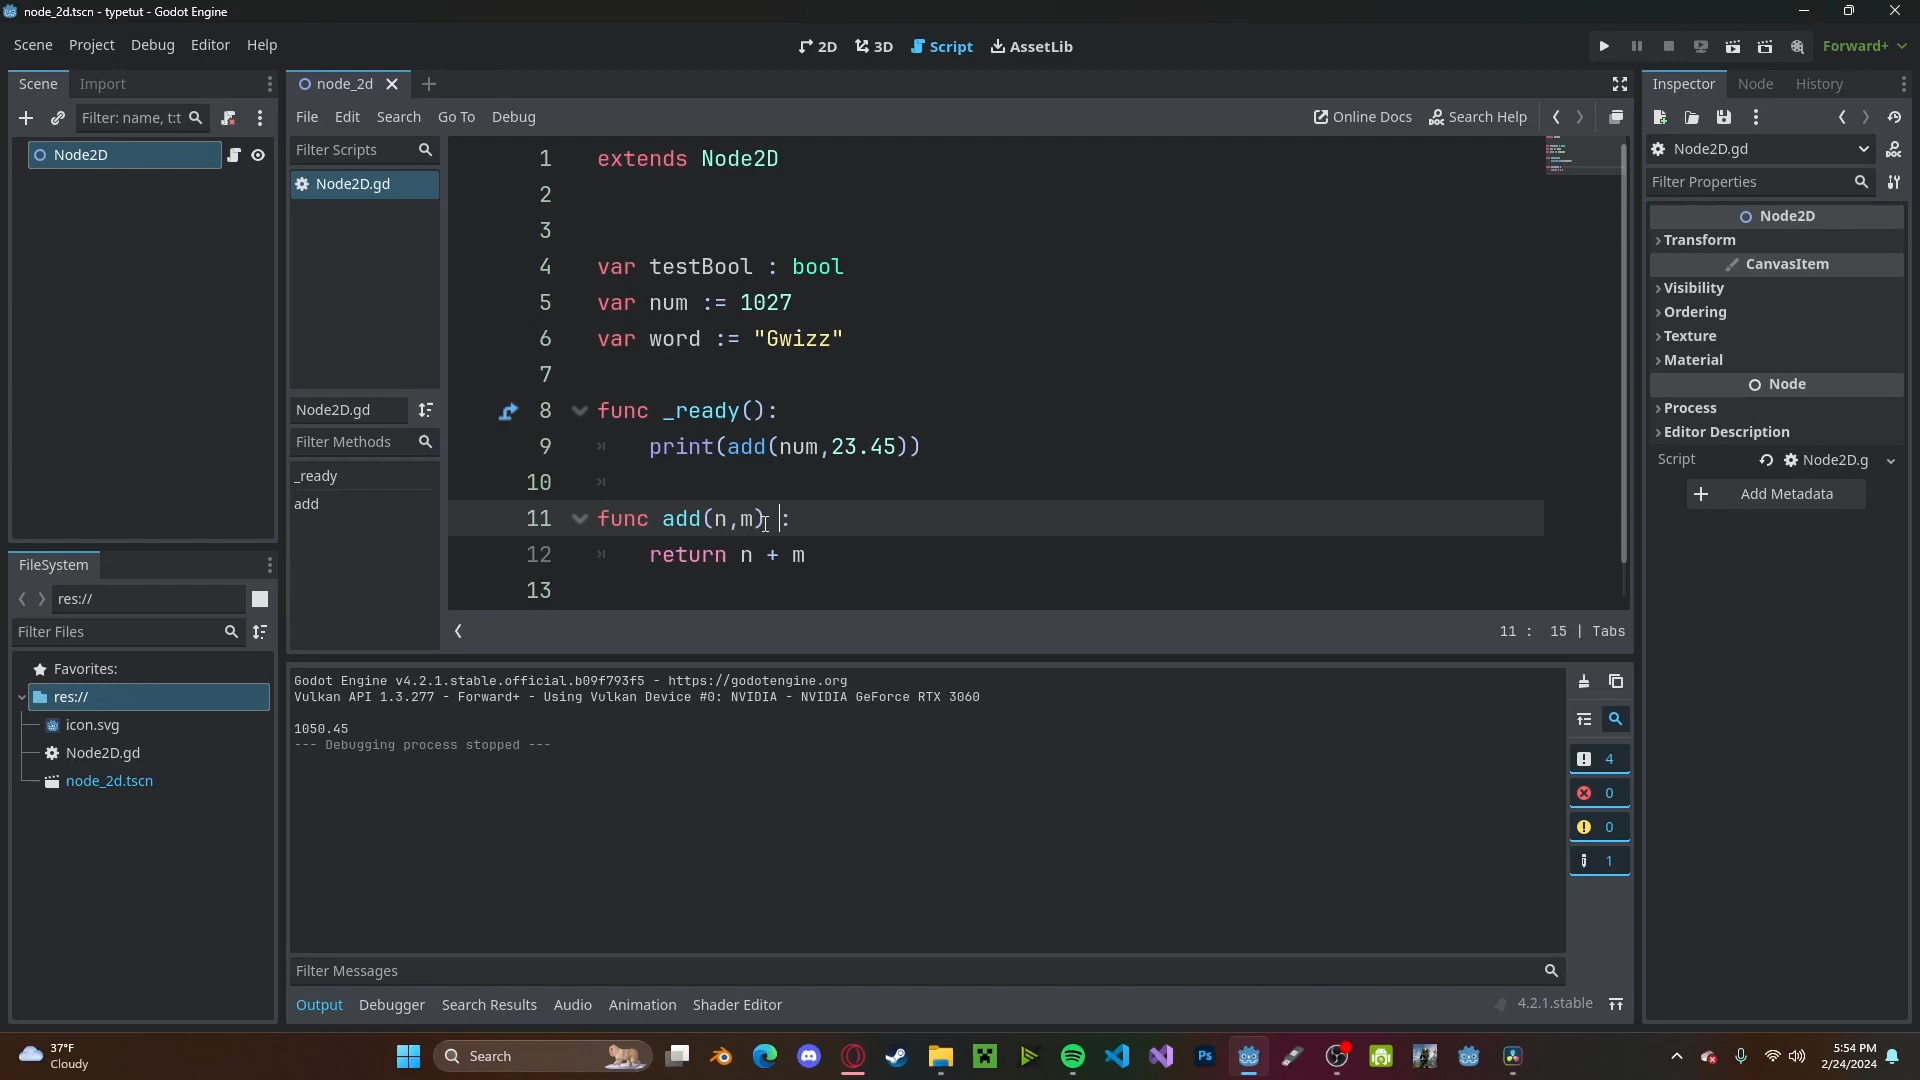 node_2d.tscn - typetut - Godot Engine
Scene Project Debug Editor Help
2D 3D Script AssetLib
Forward+
Scene Import
Filter: name, t:t
Node2D
FileSystem
res://
Filter Files
Favorites:
res://
icon.svg
Node2D.gd
node_2d.tscn
node_2d
File Edit Search Go To Debug
Online Docs Search Help
Filter Scripts
Node2D.gd
Node2D.gd
Filter Methods
_ready
add
1 extends Node2D
2
3
4 var testBool : bool
5 var num := 1027
6 var word := "Gwizz"
7
8 func _ready():
9 print(add(num,23.45))
10
11 func add(n,m) :
12 return n + m
13
11 : 15 | Tabs
Godot Engine v4.2.1.stable.official.b09f793f5 - https://godotengine.org
Vulkan API 1.3.277 - Forward+ - Using Vulkan Device #0: NVIDIA - NVIDIA GeForce RTX 3060
1050.45
--- Debugging process stopped ---
4
0
0
1
Filter Messages
Output Debugger Search Results Audio Animation Shader Editor
4.2.1.stable
Inspector Node History
Node2D.gd
Filter Properties
Node2D
Transform
CanvasItem
Visibility
Ordering
Texture
Material
Node
Process
Editor Description
Script Node2D.g
Add Metadata
37°F
Cloudy
Search
Ps
5:54 PM
2/24/2024